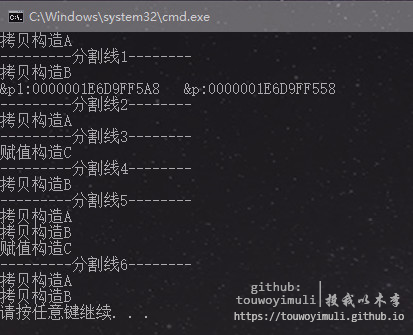 C:\Windows\system32\cmd.exe
拷贝构造A
---------分割线1--------
拷贝构造B
&p1:0000001E6D9FF5A8   &p:0000001E6D9FF558
---------分割线2--------
拷贝构造A
---------分割线3--------
赋值构造C
---------分割线4--------
拷贝构造B
---------分割线5--------
拷贝构造A
拷贝构造B
赋值构造C
---------分割线6--------
拷贝构造A
拷贝构造B
请按任意键继续. . .
github:
touwoyimuli
投我以木李
https://touwoyimuli.github.io